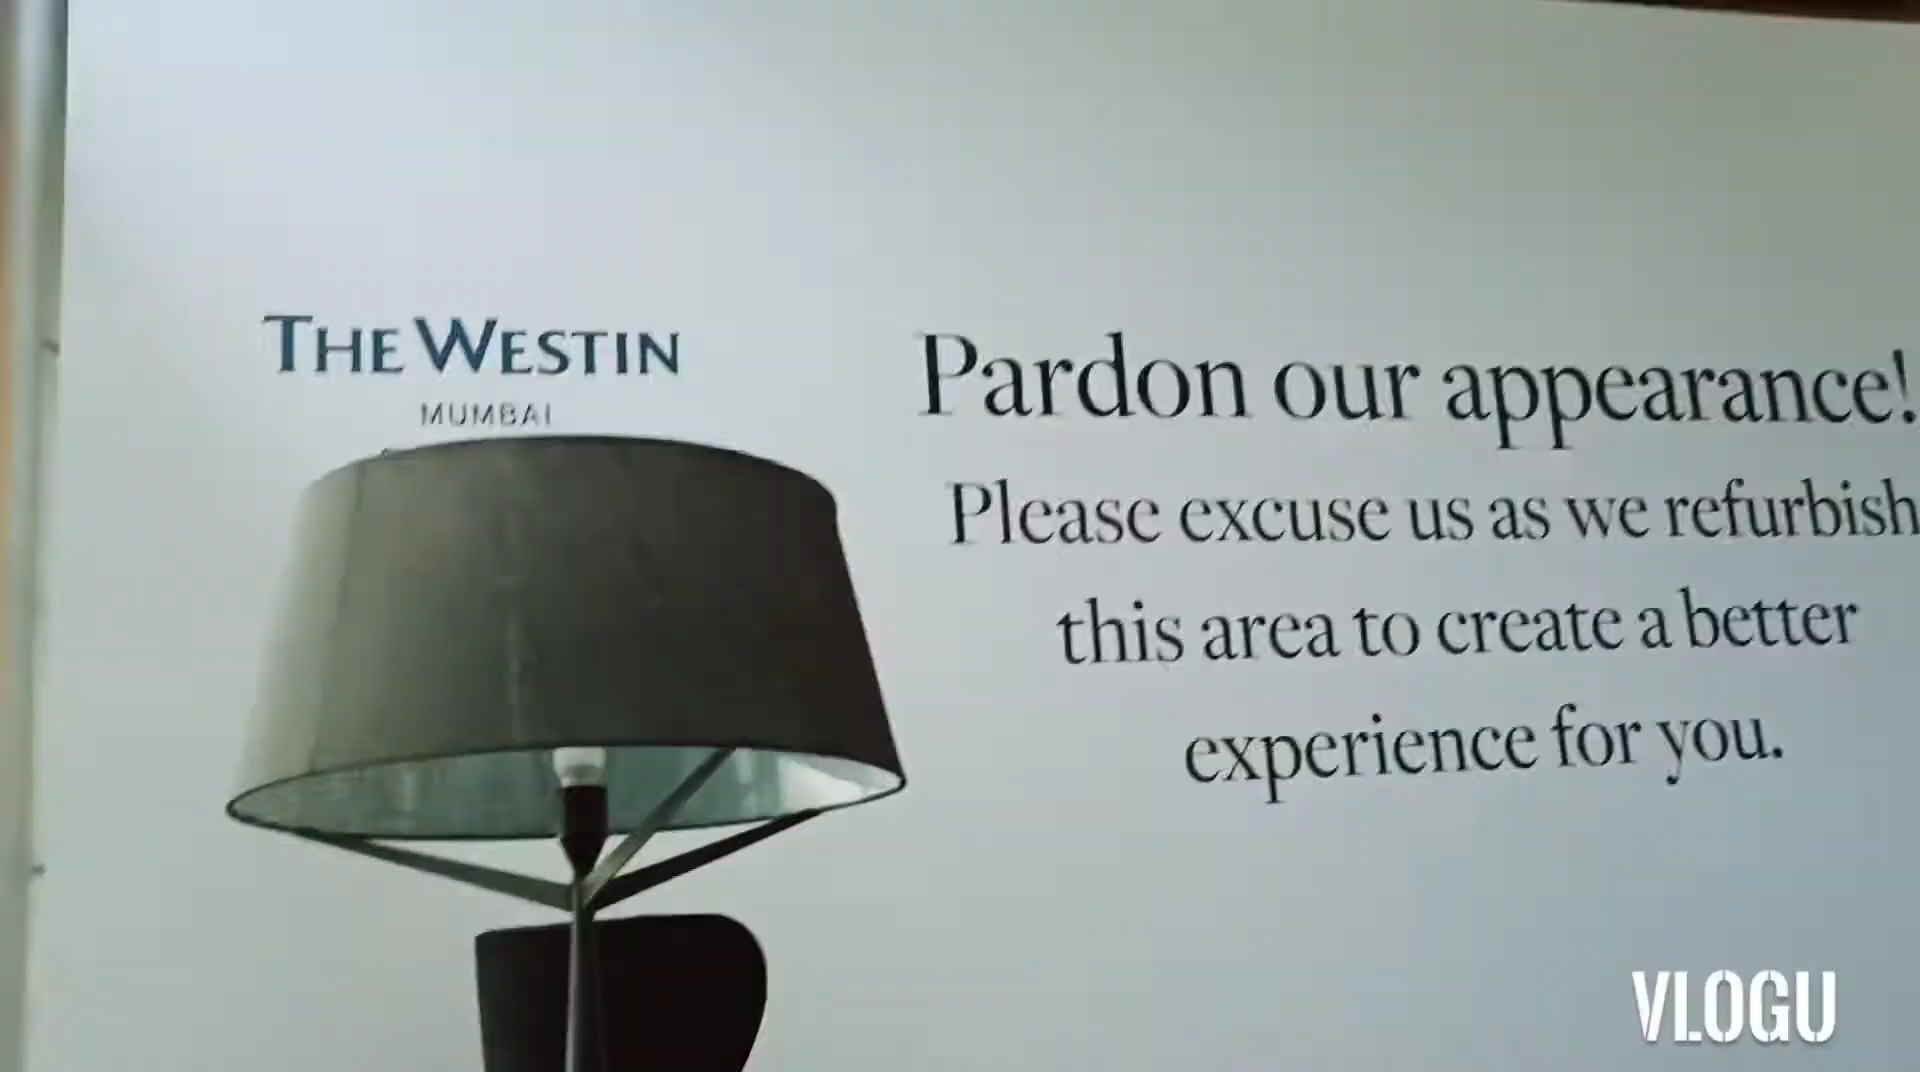 THE WESTIN
MUMBAI
Pardon our appearance!
Please excuse us as we refurbish
this area to create a better
experience for you.
VLOGU